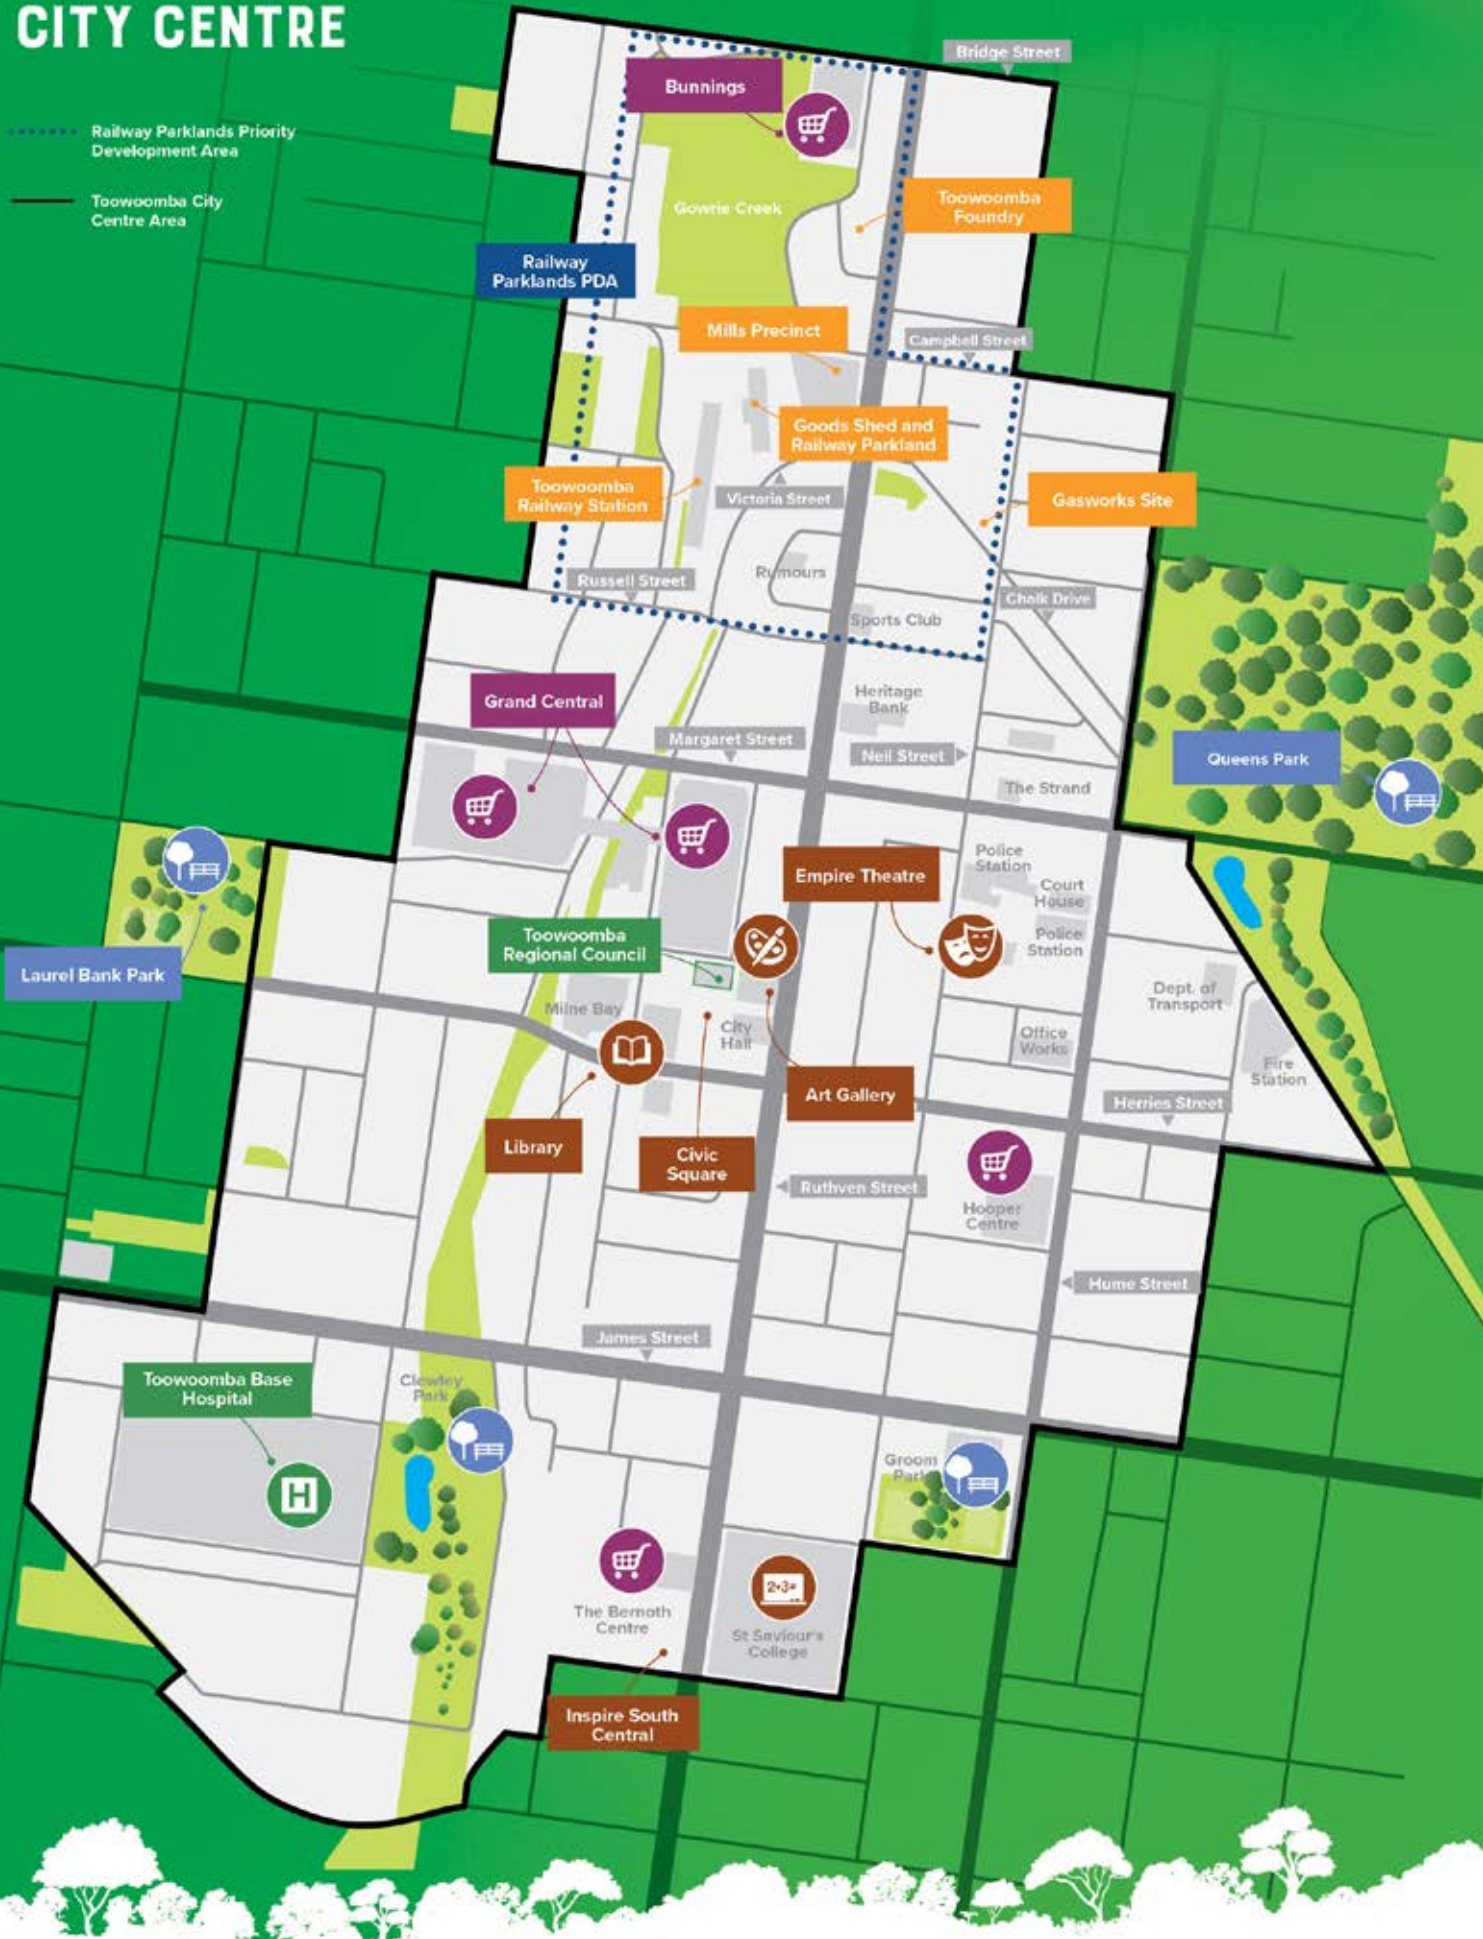 CITY CENTRE
Bridge Street
Bunnings
Railway Parklands Priority
Development Area
Toowoomba City
Centre Area
Toowoomba
Foundry
Gowrie Creek
Railway
Parklands PDA
Mills Precinct
Campbell Street
Goods Shed and
Railway Parkland
Toowoomba
Railway Station
Victoria Street
Gasworks Site
Rumours
Russell Street
Chalk Drive
Sports Club
Grand Central
Heritage
Bank
Margaret Street
Neil Street
Queens Park
The Strand
Police
Station
Empire Theatre
Court
House
Toowoomba
Regional Council
Police
Station
Laurel Bank Park
Dept. of
Transport
Milne Bay
City
Hall
Office
Works
Fire
Station
Art Gallery
Herries Street
Library
Civic
Square
Ruthven Street
Hooper
Centre
Hume Street
James Street
Toowoomba Base
Hospital
Clewley
Park
H
Groom
Park
2+3=
The Bernoth
Centre
St Saviour's
College
Inspire South
Central